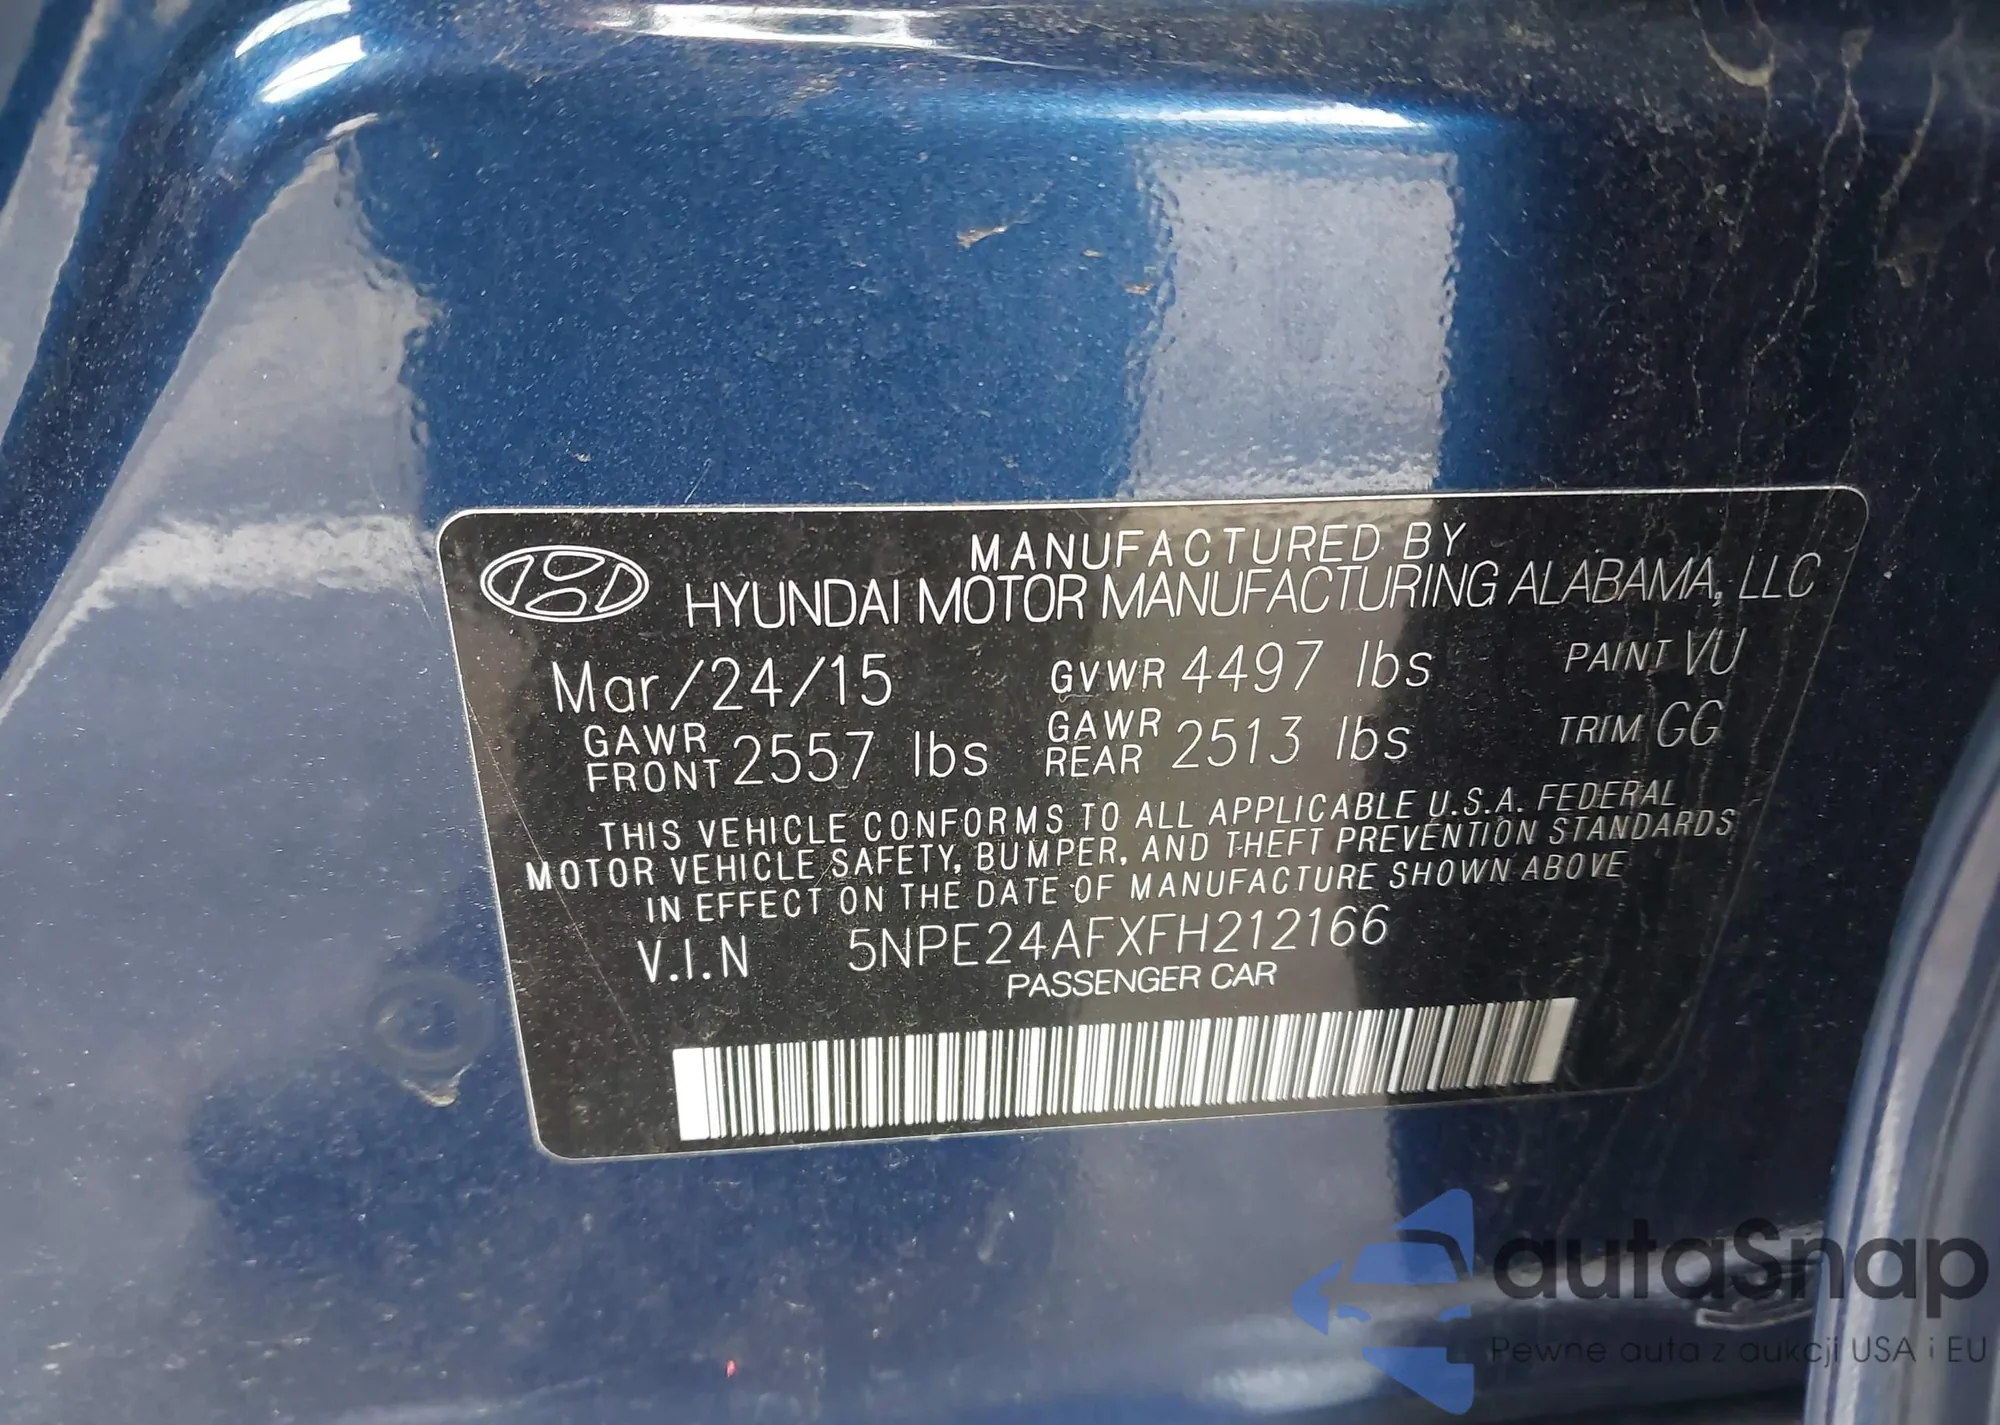 MANUFACTURED BY
HYUNDAI MOTOR MANUFACTURING ALABAMA, LLC
Mar/24/15 GVWR 4497 lbs PAINT VU
GAWR FRONT 2557 lbs GAWR REAR 2513 lbs TRIM GG
THIS VEHICLE CONFORMS TO ALL APPLICABLE U.S.A. FEDERAL
MOTOR VEHICLE SAFETY, BUMPER, AND THEFT PREVENTION STANDARDS
IN EFFECT ON THE DATE OF MANUFACTURE SHOWN ABOVE
V.I.N 5NPE24AFXFH212166
PASSENGER CAR
autaSnap
Pewne auta z aukcji USA i EU